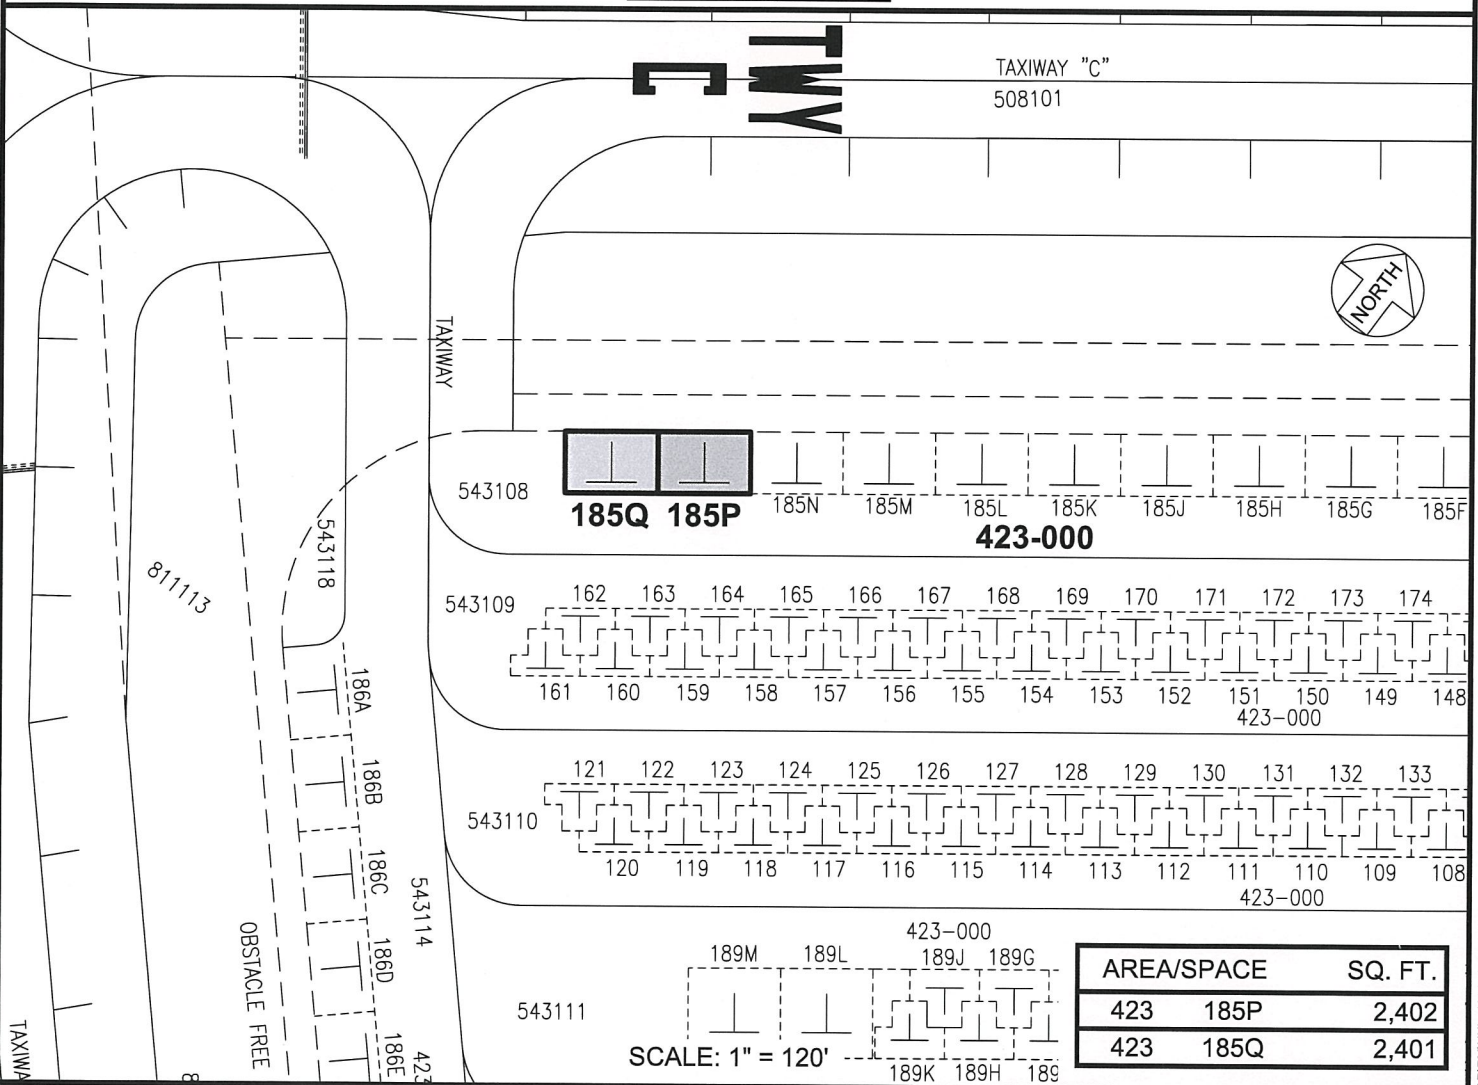 TWY
C
TAXIWAY "C"
508101
NORTH
TAXIWAY
543108
185Q 185P 185N 185M 185L 185K 185J 185H 185G 185F
423-000
543118
811113
543109
162 163 164 165 166 167 168 169 170 171 172 173 174
161 160 159 158 157 156 155 154 153 152 151 150 149 148
423-000
186A
186B
186C
186D
186E
543110
121 122 123 124 125 126 127 128 129 130 131 132 133
120 119 118 117 116 115 114 113 112 111 110 109 108
423-000
543114
OBSTACLE FREE
423-000
189M 189L 189J 189G
543111
SCALE: 1" = 120'
189K 189H 189
AREA/SPACE SQ. FT.
423 185P 2,402
423 185Q 2,401
TAXIWA
8
423